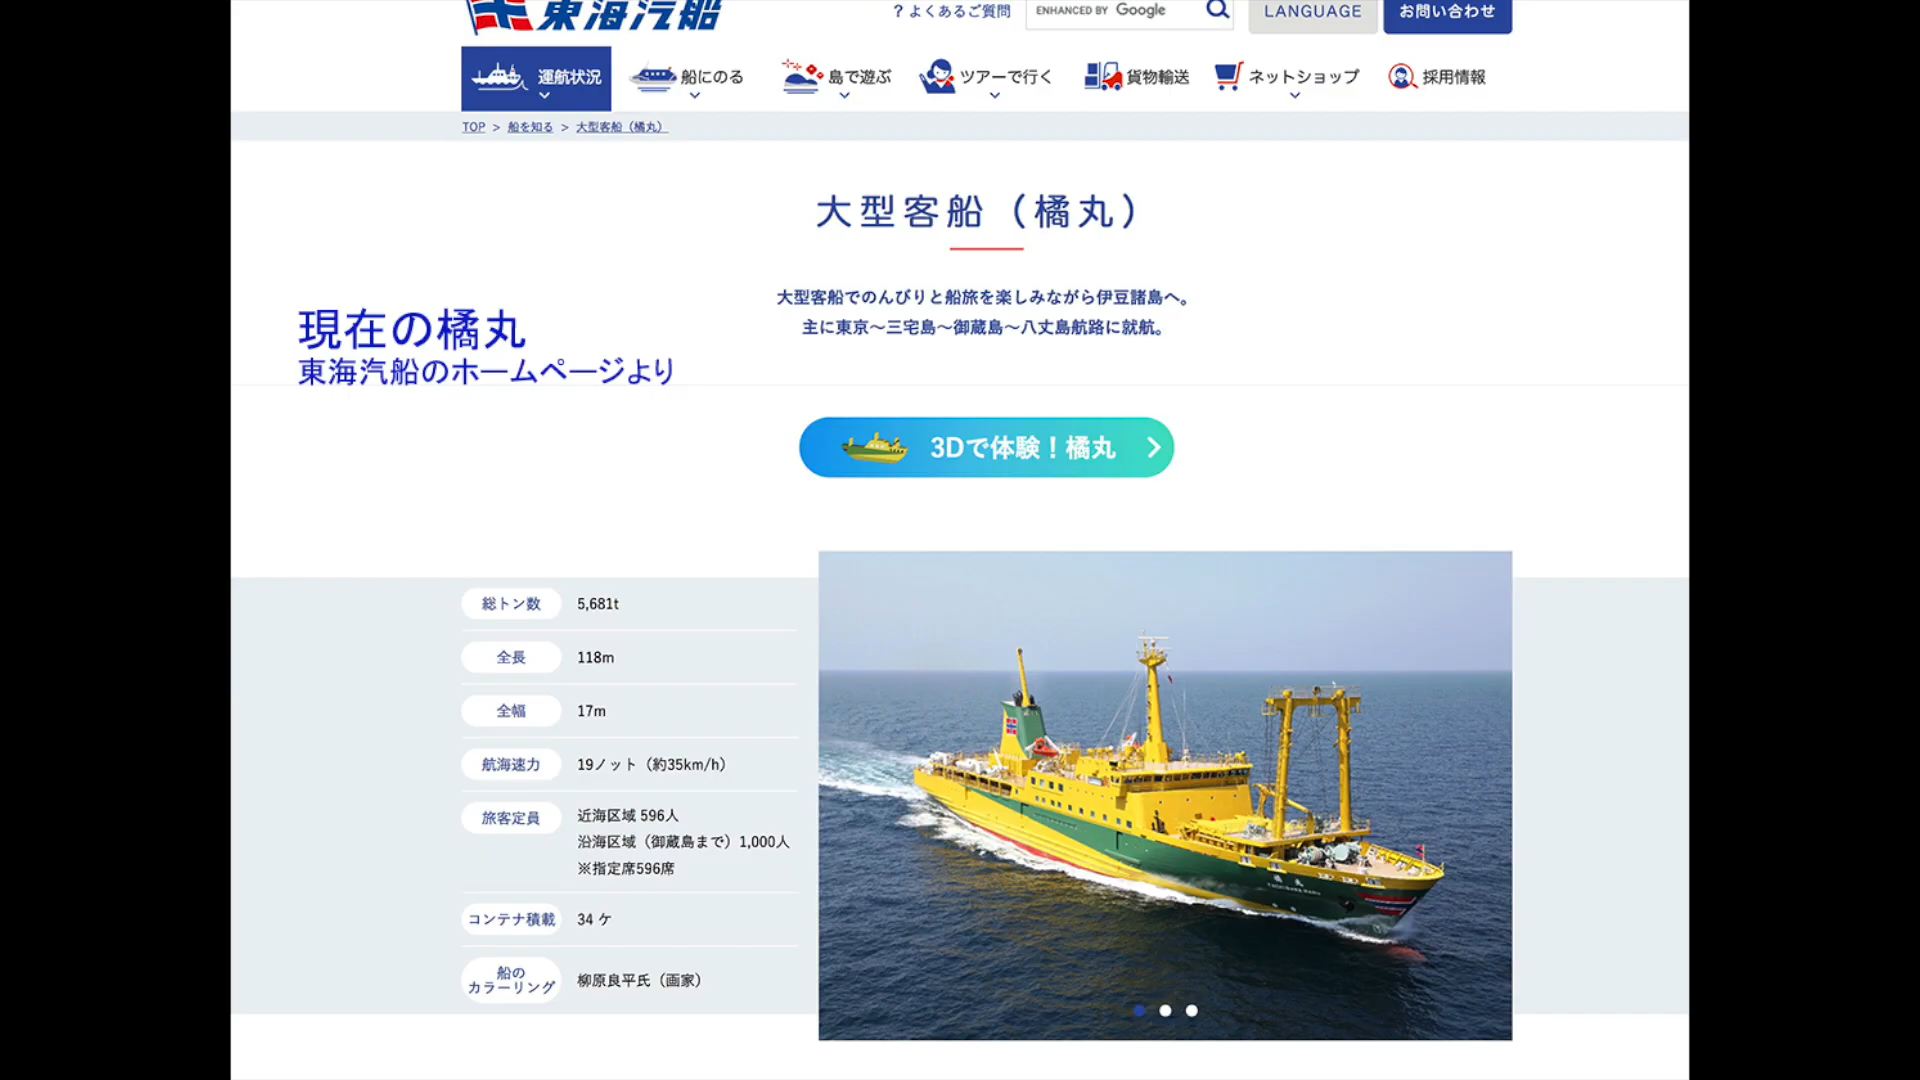 東海汽船
? よくあるご質問
ENHANCED BY Google
LANGUAGE
お問い合わせ
運航状況
船にのる
島で遊ぶ
ツアーで行く
貨物輸送
ネットショップ
採用情報
TOP > 船を知る > 大型客船（橘丸）
大型客船（橘丸）
大型客船でのんびりと船旅を楽しみながら伊豆諸島へ。
主に東京〜三宅島〜御蔵島〜八丈島航路に就航。
現在の橘丸
東海汽船のホームページより
3Dで体験！橘丸
総トン数 5,681t
全長 118m
全幅 17m
航海速力 19ノット（約35km/h）
旅客定員 近海区域 596人
沿海区域（御蔵島まで）1,000人
※指定席596席
コンテナ積載 34 ケ
船の
カラーリング 柳原良平氏（画家）
橘丸